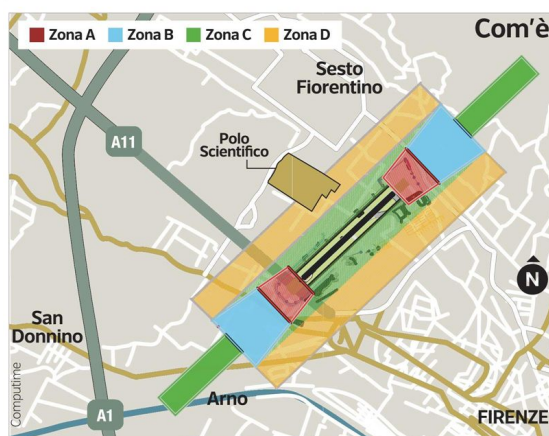 Zona A
Zona B
Zona C
Zona D
Com'è
Sesto
Fiorentino
Polo
Scientifico
A11
N
San
Donnino
Arno
A1
FIRENZE
Computime